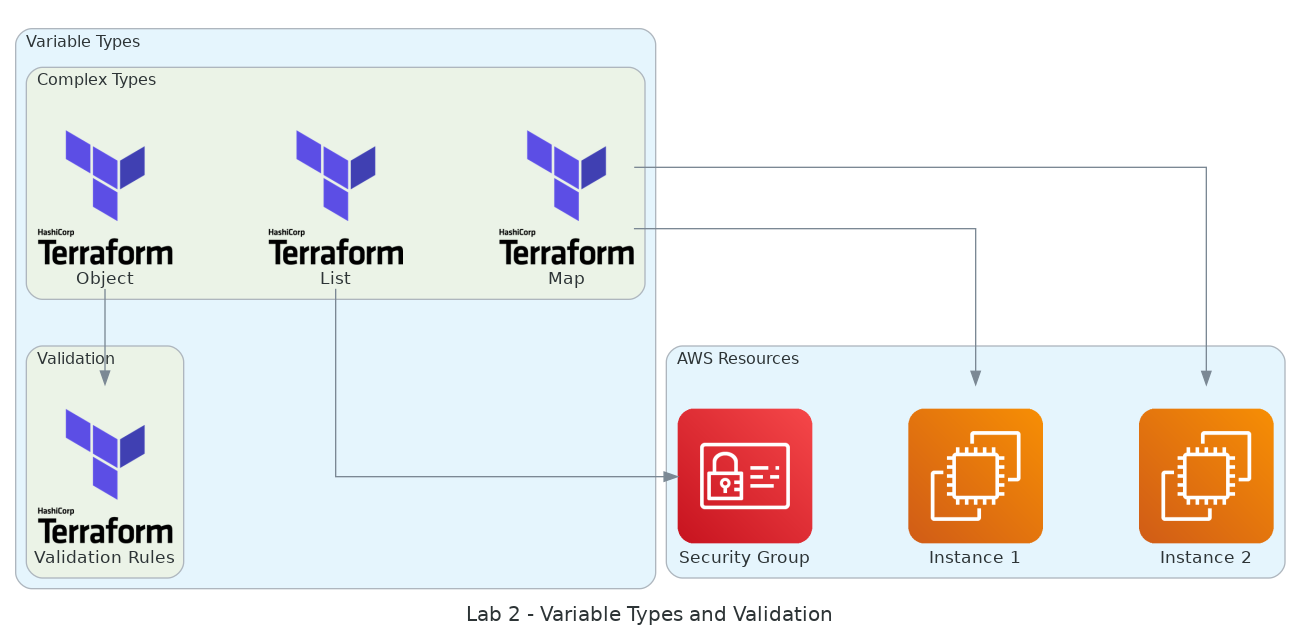 Variable Types
Complex Types
HashiCorp
Terraform
Object
HashiCorp
Terraform
List
HashiCorp
Terraform
Map
Validation
HashiCorp
Terraform
Validation Rules
AWS Resources
Security Group
Instance 1
Instance 2
Lab 2 - Variable Types and Validation